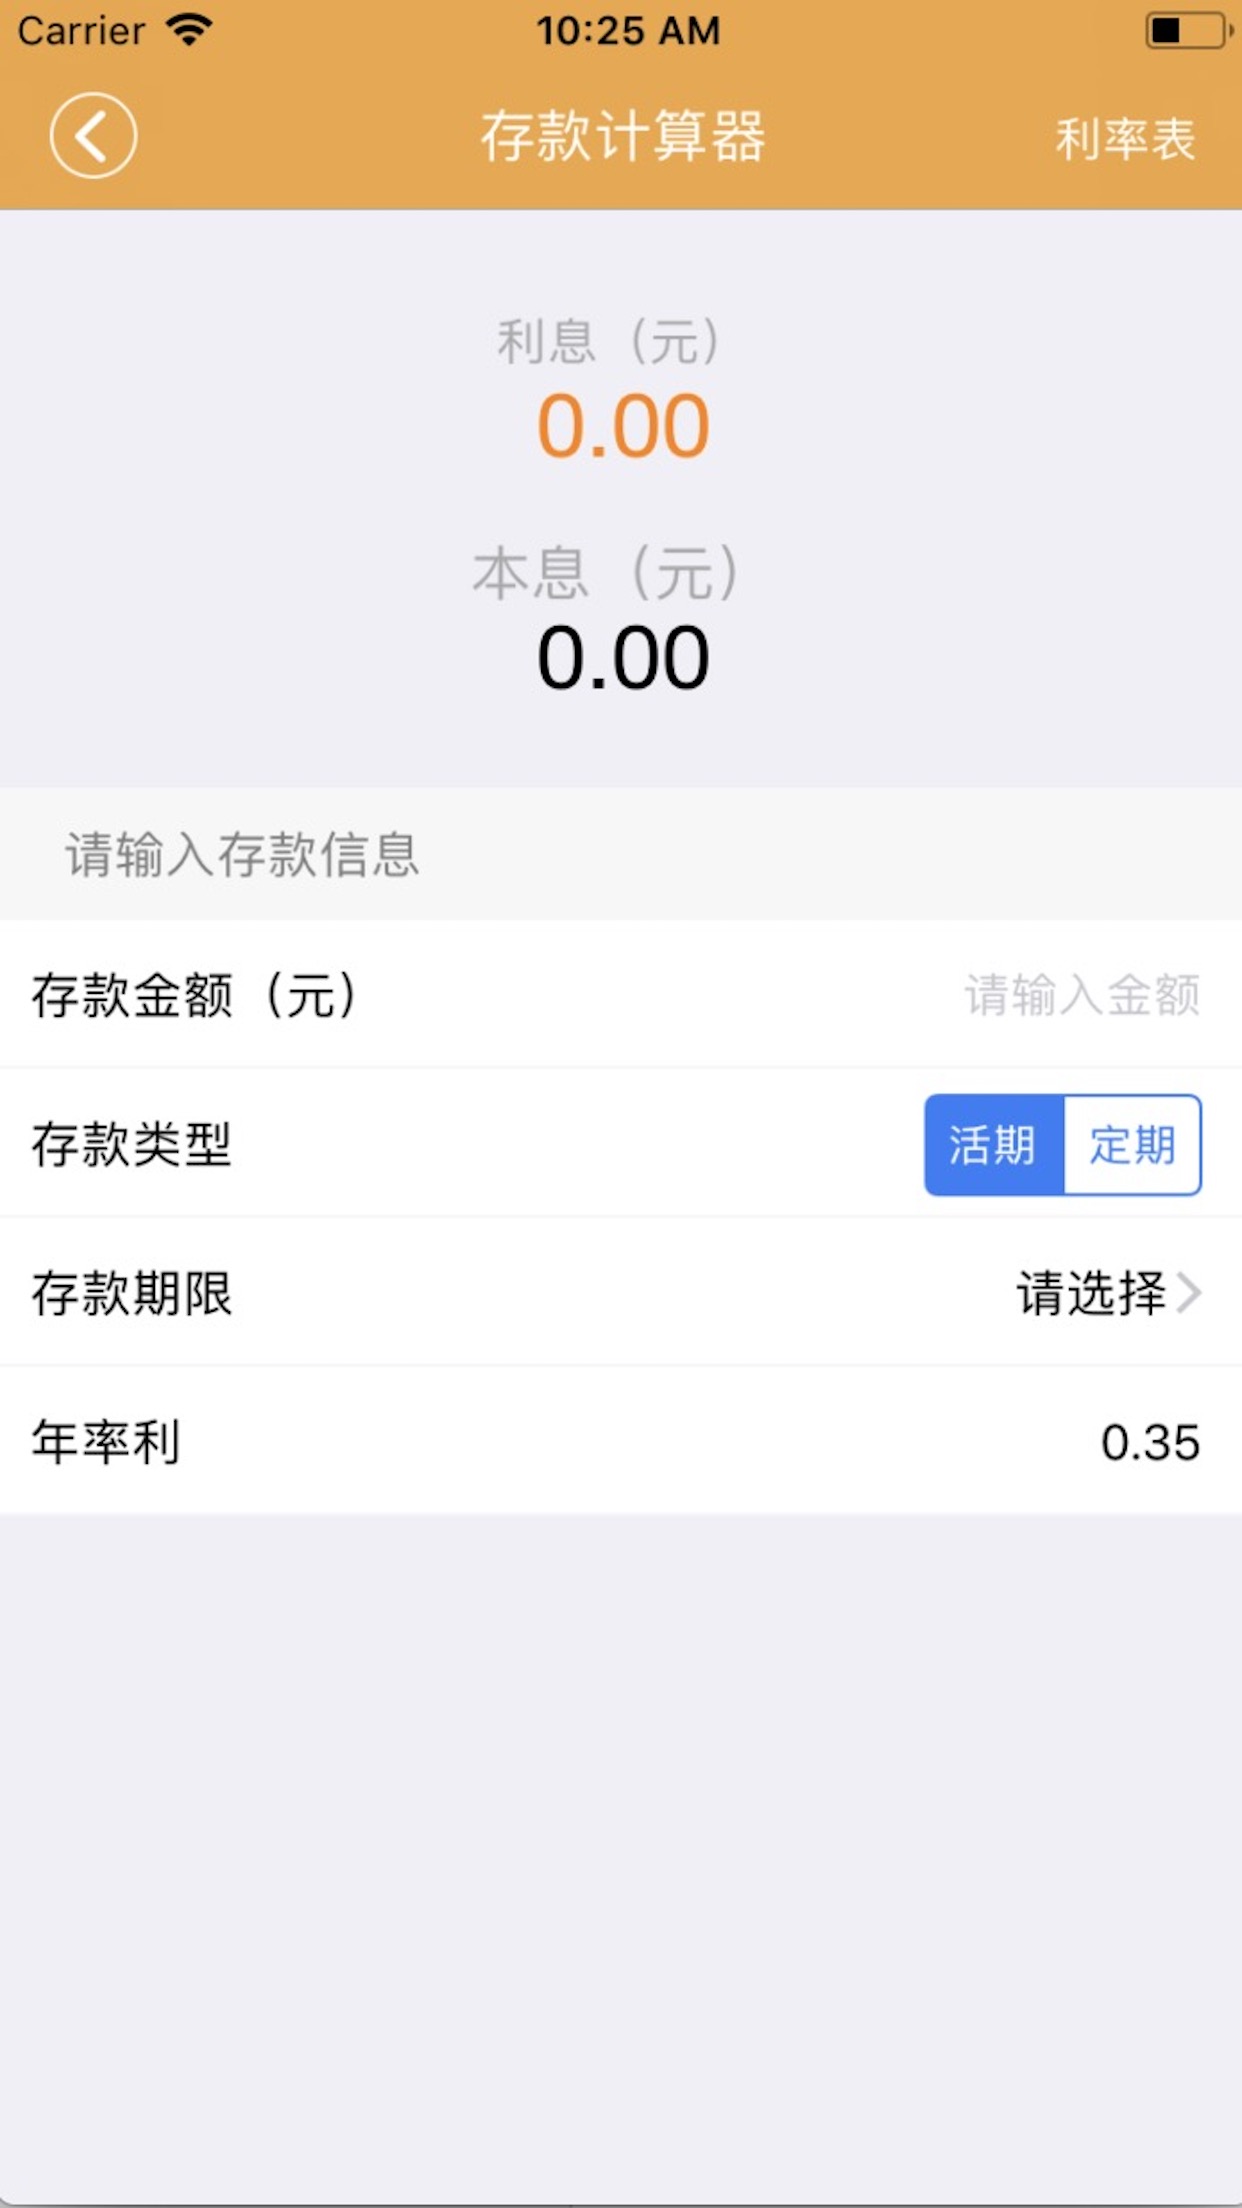 Carrier 10:25 AM
存款计算器 利率表
利息（元）
0.00
本息（元）
0.00
请输入存款信息
存款金额（元） 请输入金额
存款类型 活期 定期
存款期限 请选择
年率利 0.35